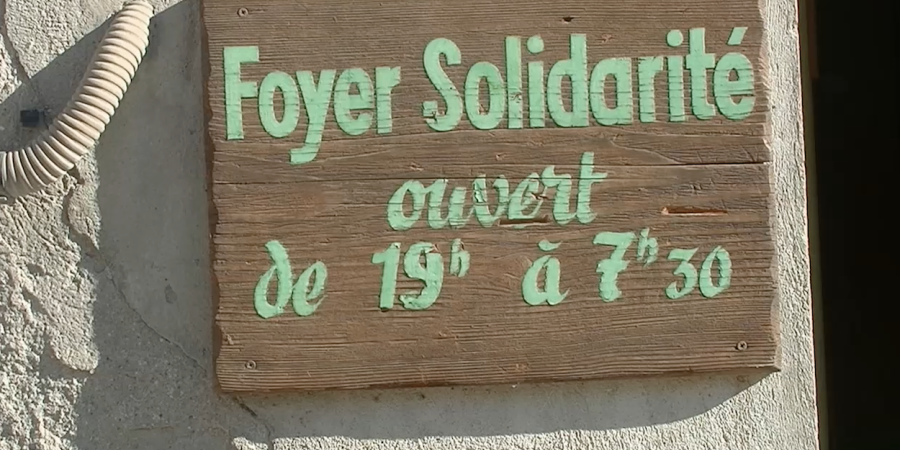 Foyer Solidarité
ouvert
de 19h à 7h30